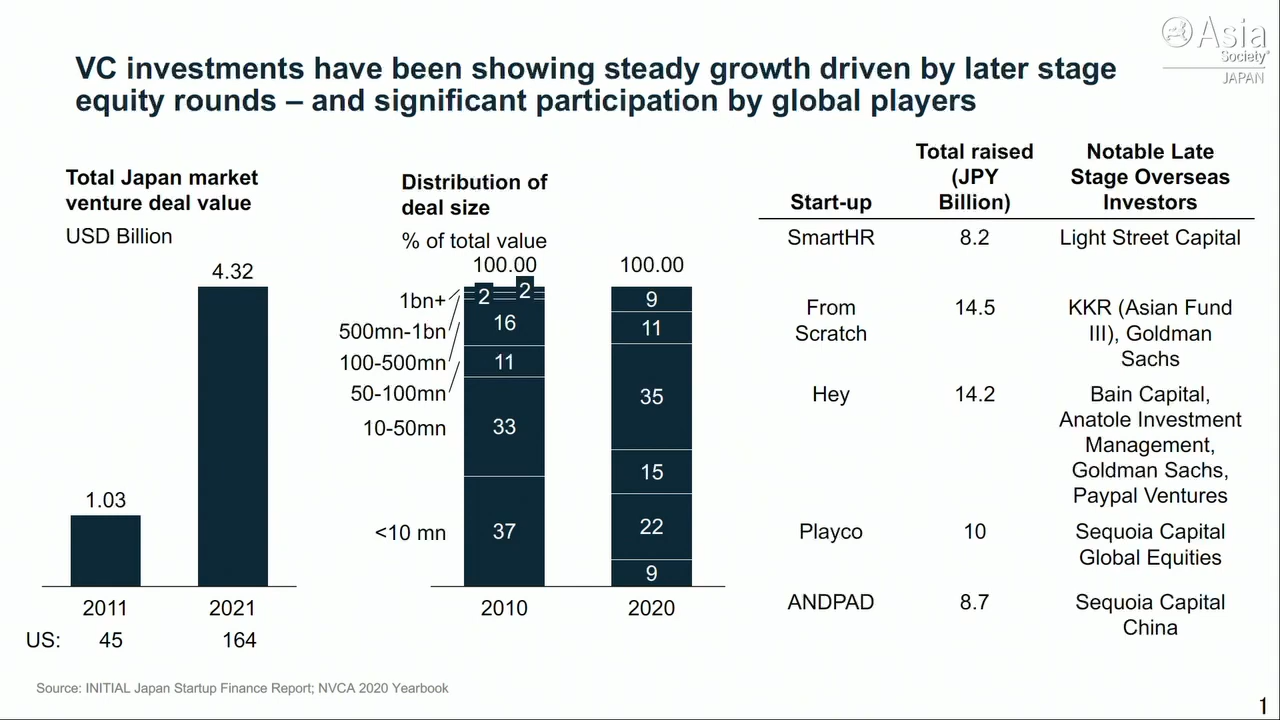 Asia
Society
JAPAN
VC investments have been showing steady growth driven by later stage
equity rounds – and significant participation by global players
Total Japan market
venture deal value
USD Billion
4.32
1.03
2011
2021
US:
45
164
Distribution of
deal size
% of total value
100.00
100.00
1bn+
500mn-1bn
100-500mn
50-100mn
10-50mn
<10 mn
2
2
16
11
33
37
9
11
35
15
22
9
2010
2020
Start-up
Total raised
(JPY
Billion)
Notable Late
Stage Overseas
Investors
SmartHR
8.2
Light Street Capital
From
Scratch
14.5
KKR (Asian Fund
III), Goldman
Sachs
Hey
14.2
Bain Capital,
Anatole Investment
Management,
Goldman Sachs,
Paypal Ventures
Playco
10
Sequoia Capital
Global Equities
ANDPAD
8.7
Sequoia Capital
China
Source: INITIAL Japan Startup Finance Report; NVCA 2020 Yearbook
1